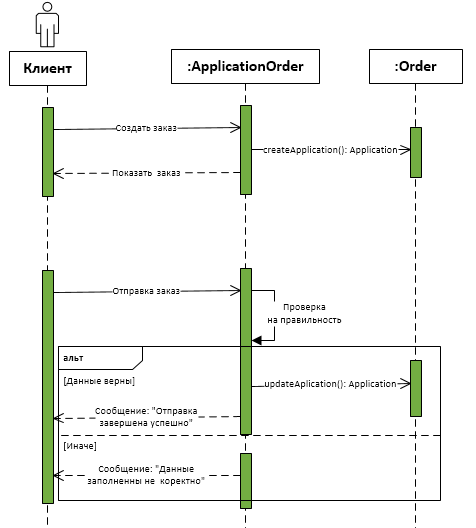 Клиент
:ApplicationOrder
:Order
Создать заказ
createApplication(): Application
Показать заказ
Отправка заказ
Проверка
на правильность
альт
[Данные верны]
updateAplication(): Application
Сообщение: "Отправка
завершена успешно"
[Иначе]
Сообщение: "Данные
заполненны не коректно"